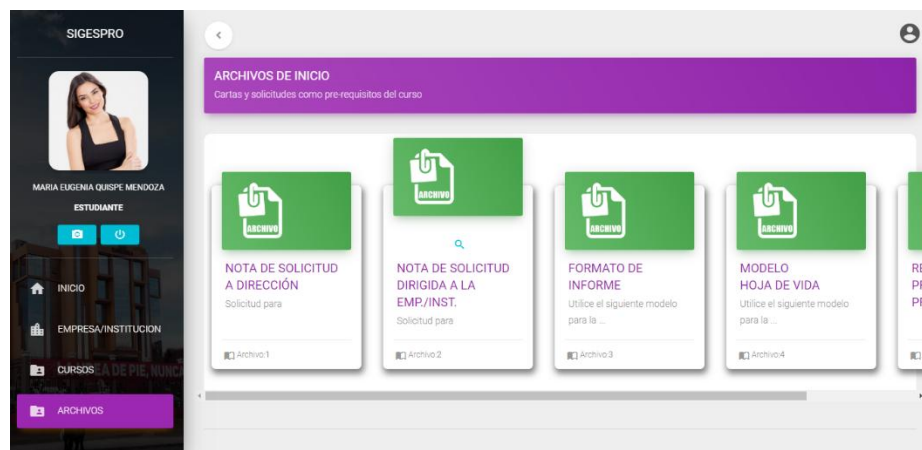 SIGESPRO
MARIA EUGENIA QUISPE MENDOZA
ESTUDIANTE
INICIO
EMPRESA/INSTITUCION
CURSOS
ARCHIVOS
ARCHIVOS DE INICIO
Cartas y solicitudes como pre-requisitos del curso
ARCHIVO
NOTA DE SOLICITUD
A DIRECCIÓN
Solicitud para
Archivo:1
ARCHIVO
NOTA DE SOLICITUD
DIRIGIDA A LA
EMP./INST.
Solicitud para
Archivo:2
ARCHIVO
FORMATO DE
INFORME
Utilice el siguiente modelo
para la ...
Archivo:3
ARCHIVO
MODELO
HOJA DE VIDA
Utilice el siguiente modelo
para la ...
Archivo:4